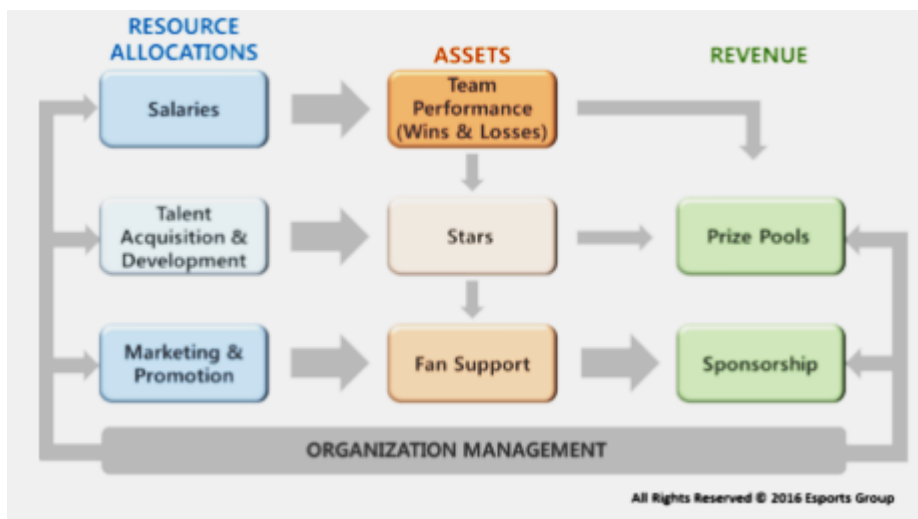 RESOURCE
ALLOCATIONS
ASSETS
REVENUE
Salaries
Team
Performance
(Wins & Losses)
Talent
Acquisition &
Development
Stars
Prize Pools
Marketing &
Promotion
Fan Support
Sponsorship
ORGANIZATION MANAGEMENT
All Rights Reserved © 2016 Esports Group